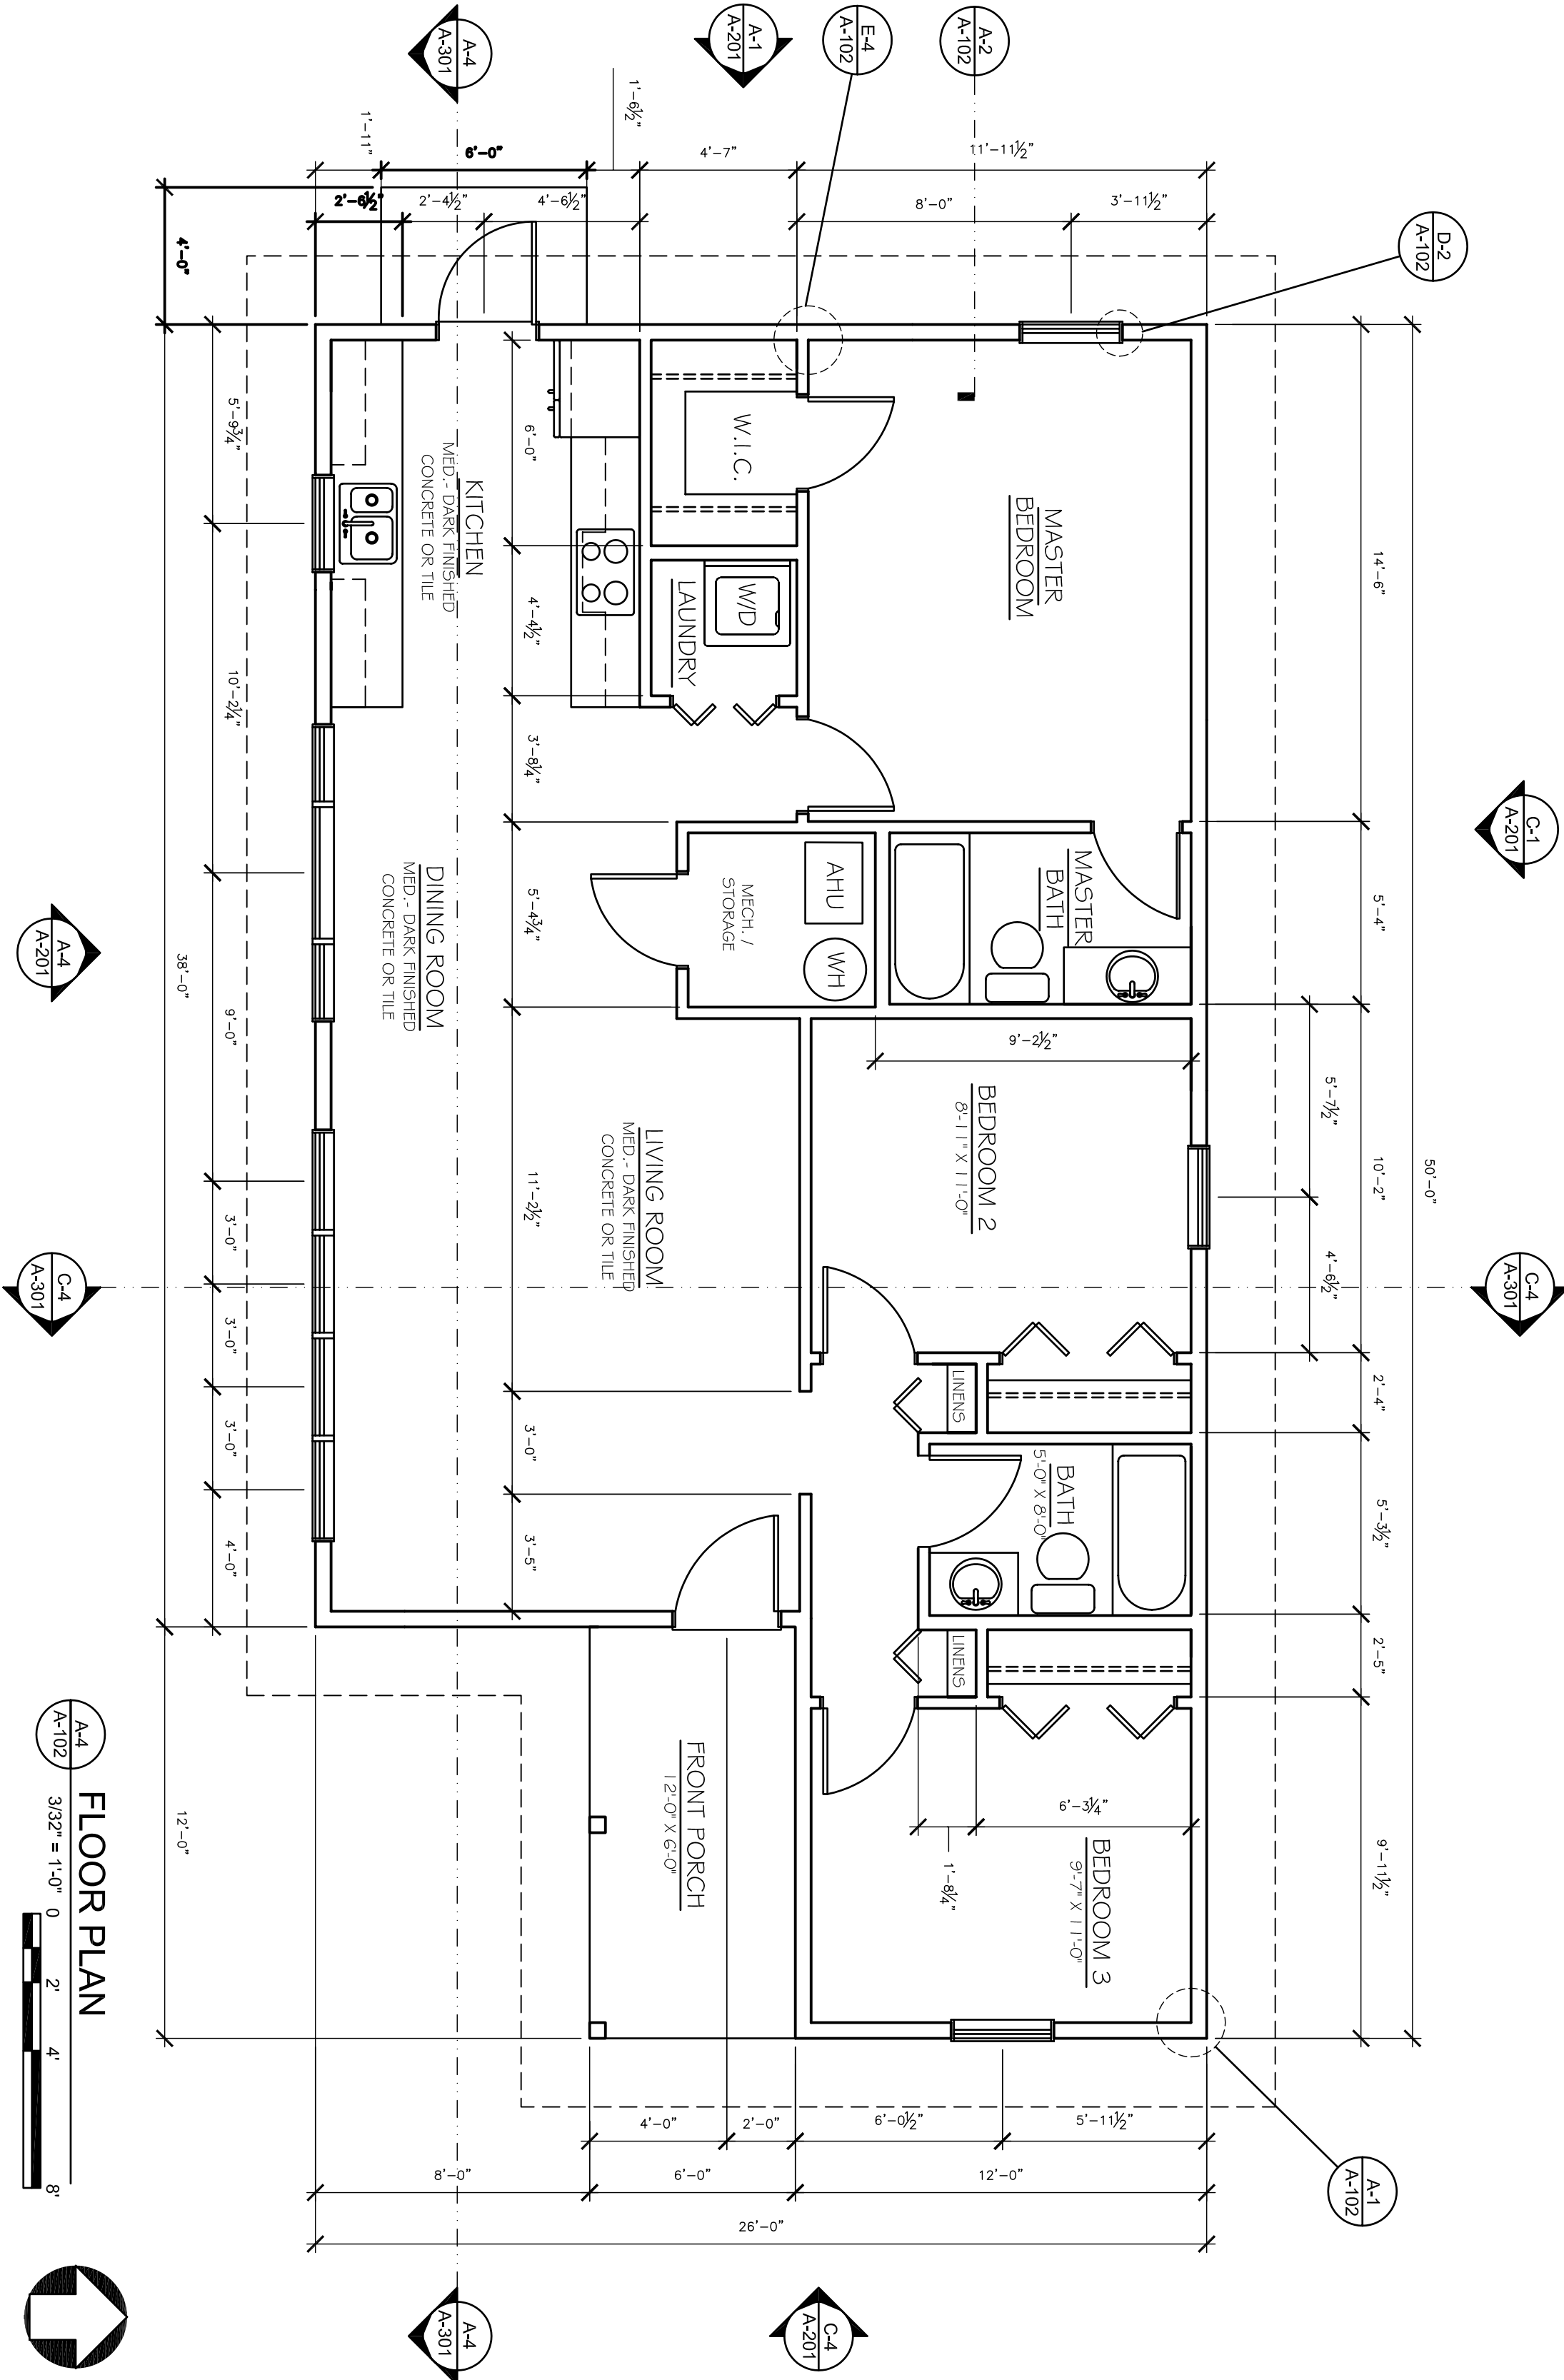 A-4
A-301
A-1
A-201
E-4
A-102
A-2
A-102
D-2
A-102
C-1
A-201
C-4
A-301
A-1
A-102
C-4
A-201
A-4
A-301
C-4
A-301
A-4
A-201
50'-0"
14'-6"
5'-4"
10'-2"
2'-4"
5'-3½"
2'-5"
9'-11½"
5'-7½"
4'-6½"
11'-11½"
4'-7"
1'-6½"
6'-0"
1'-11"
3'-11½"
8'-0"
4'-6½"
2'-4½"
2'-6½"
4'-0"
MASTER
BEDROOM
MASTER
BATH
BEDROOM 2
8'-11" X 11'-0"
9'-2½"
LINENS
BATH
5'-0" X 8'-0"
LINENS
6'-3¼"
1'-8¼"
BEDROOM 3
9'-7" X 11'-0"
W.I.C.
W/D
LAUNDRY
AHU
WH
MECH. /
STORAGE
KITCHEN
MED.- DARK FINISHED
CONCRETE OR TILE
DINING ROOM
MED.- DARK FINISHED
CONCRETE OR TILE
LIVING ROOM
MED.- DARK FINISHED
CONCRETE OR TILE
FRONT PORCH
12'-0" X 6'-0"
6'-0"
4'-4½"
3'-8¼"
5'-4¾"
11'-2½"
3'-0"
3'-5"
5'-9¾"
10'-2¼"
9'-0"
3'-0"
3'-0"
3'-0"
4'-0"
38'-0"
12'-0"
5'-11½"
6'-0½"
2'-0"
4'-0"
12'-0"
6'-0"
8'-0"
26'-0"
A-4
A-102
FLOOR PLAN
3/32" = 1'-0"
0 2' 4' 8'